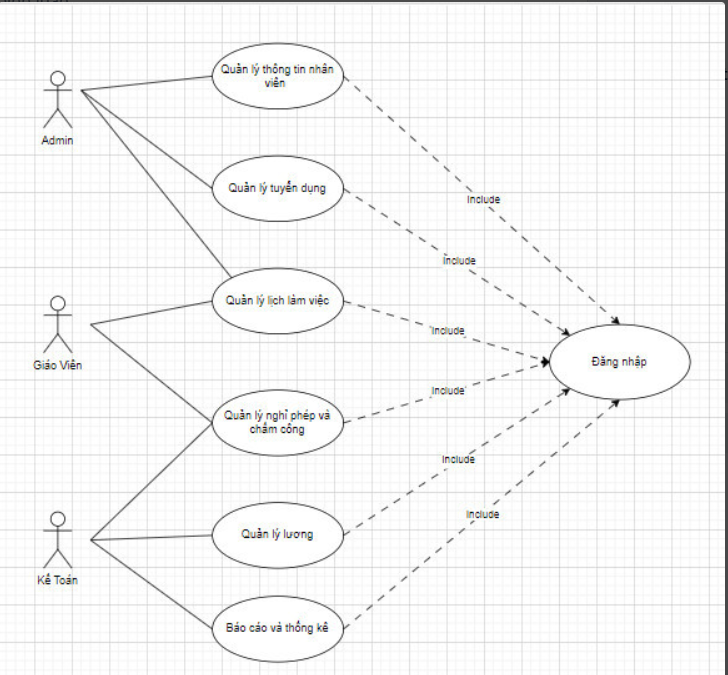 Quản lý thông tin nhân
viên
Admin
Quản lý tuyển dụng
Include
Include
Quản lý lịch làm việc
Include
Giáo Viên
Đăng nhập
Include
Quản lý nghỉ phép và
chấm công
Include
Include
Quản lý lương
Kế Toán
Báo cáo và thống kê